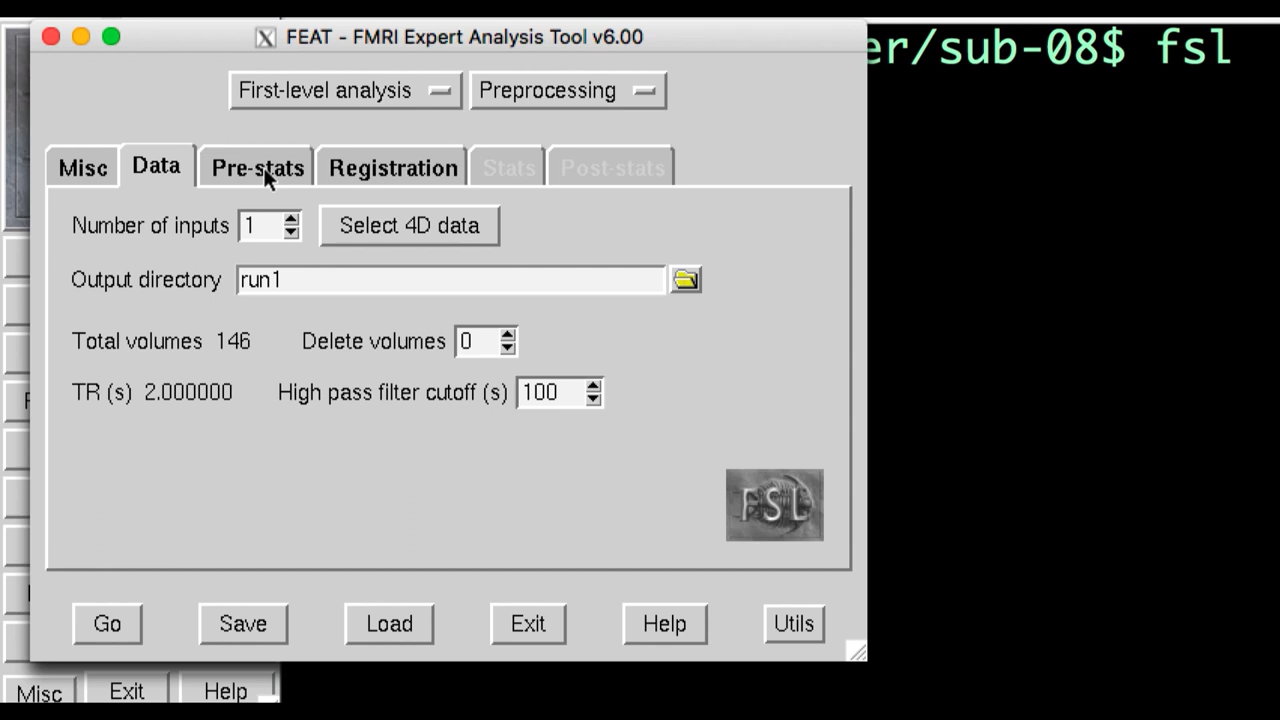 FEAT - FMRI Expert Analysis Tool v6.00
er/sub-08$ fsl
First-level analysis Preprocessing
Misc Data Pre-stats Registration Stats Post-stats
Number of inputs 1 Select 4D data
Output directory run1
Total volumes 146 Delete volumes 0
TR (s) 2.000000 High pass filter cutoff (s) 100
FSL
Go Save Load Exit Help Utils
Misc Exit Help